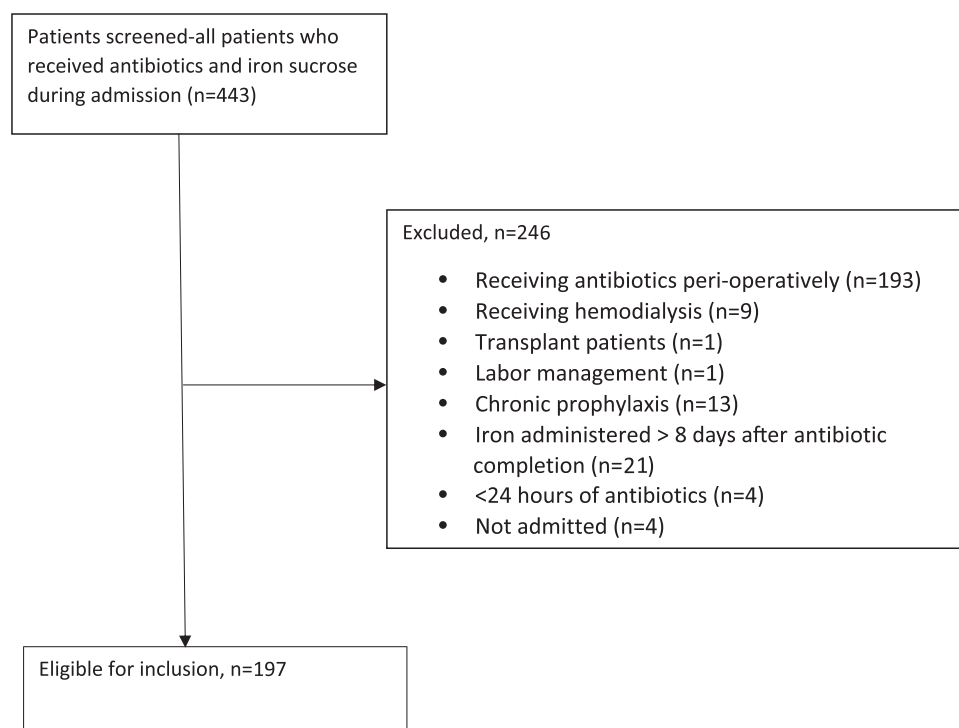 Patients screened-all patients who
received antibiotics and iron sucrose
during admission (n=443)
Excluded, n=246
• Receiving antibiotics peri-operatively (n=193)
• Receiving hemodialysis (n=9)
• Transplant patients (n=1)
• Labor management (n=1)
• Chronic prophylaxis (n=13)
• Iron administered > 8 days after antibiotic
completion (n=21)
• <24 hours of antibiotics (n=4)
• Not admitted (n=4)
Eligible for inclusion, n=197